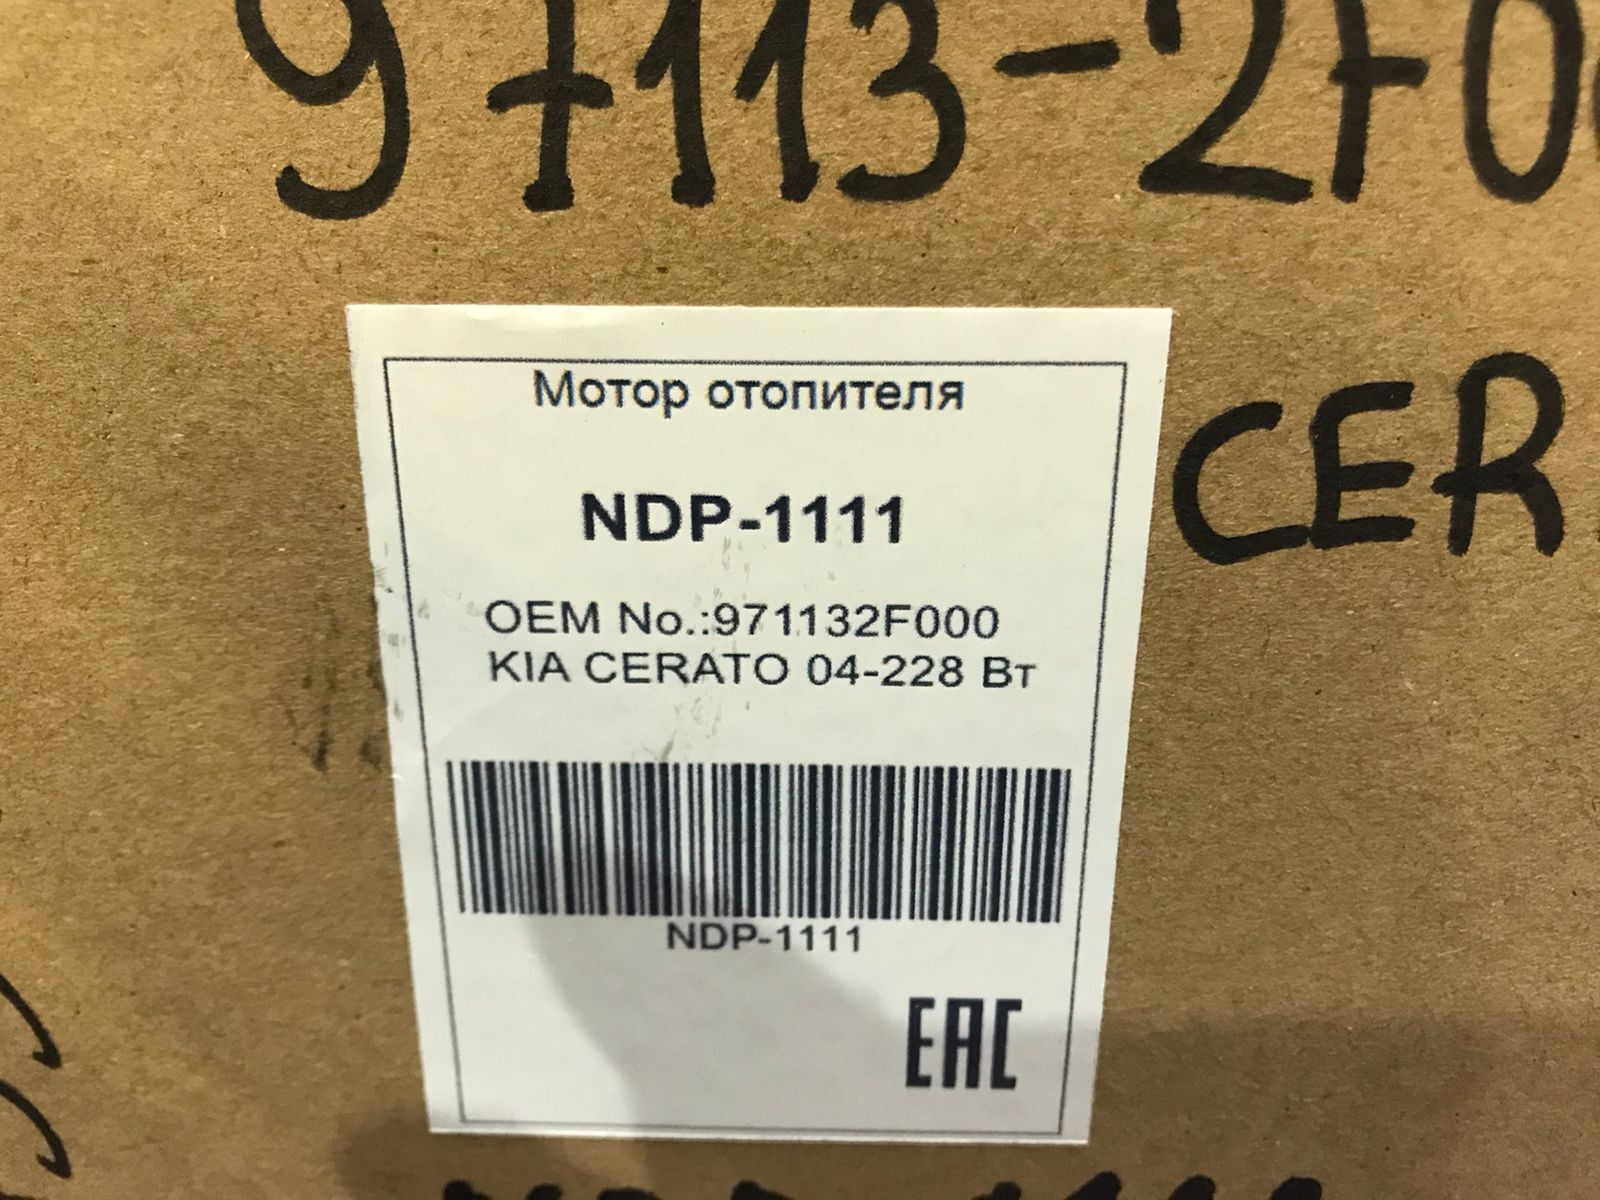 97113-2F0
Мотор отопителя
CER
NDP-1111
OEM No.:971132F000
KIA CERATO 04-228 Вт
NDP-1111
EAC